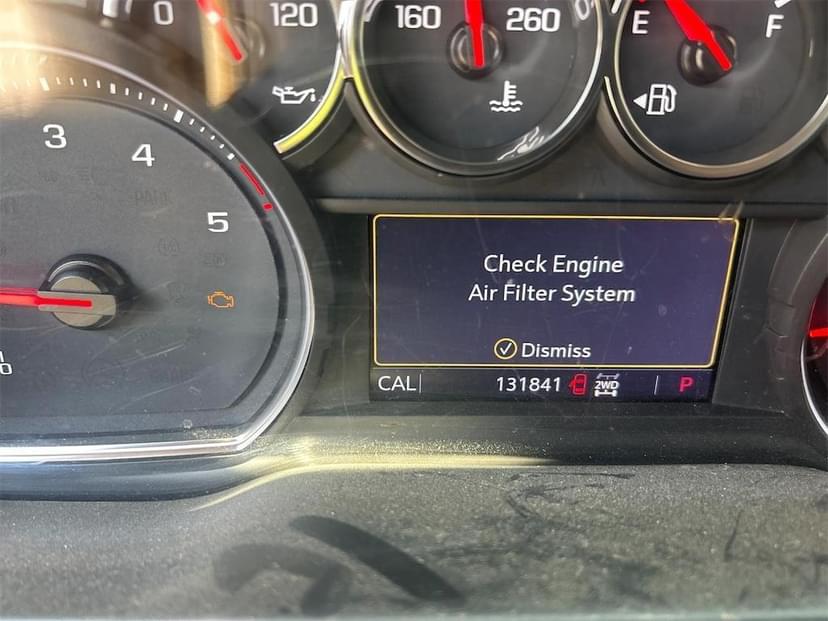 0 120
160 260
E F
3
4
5
Check Engine
Air Filter System
Dismiss
CAL 131841 2WD P